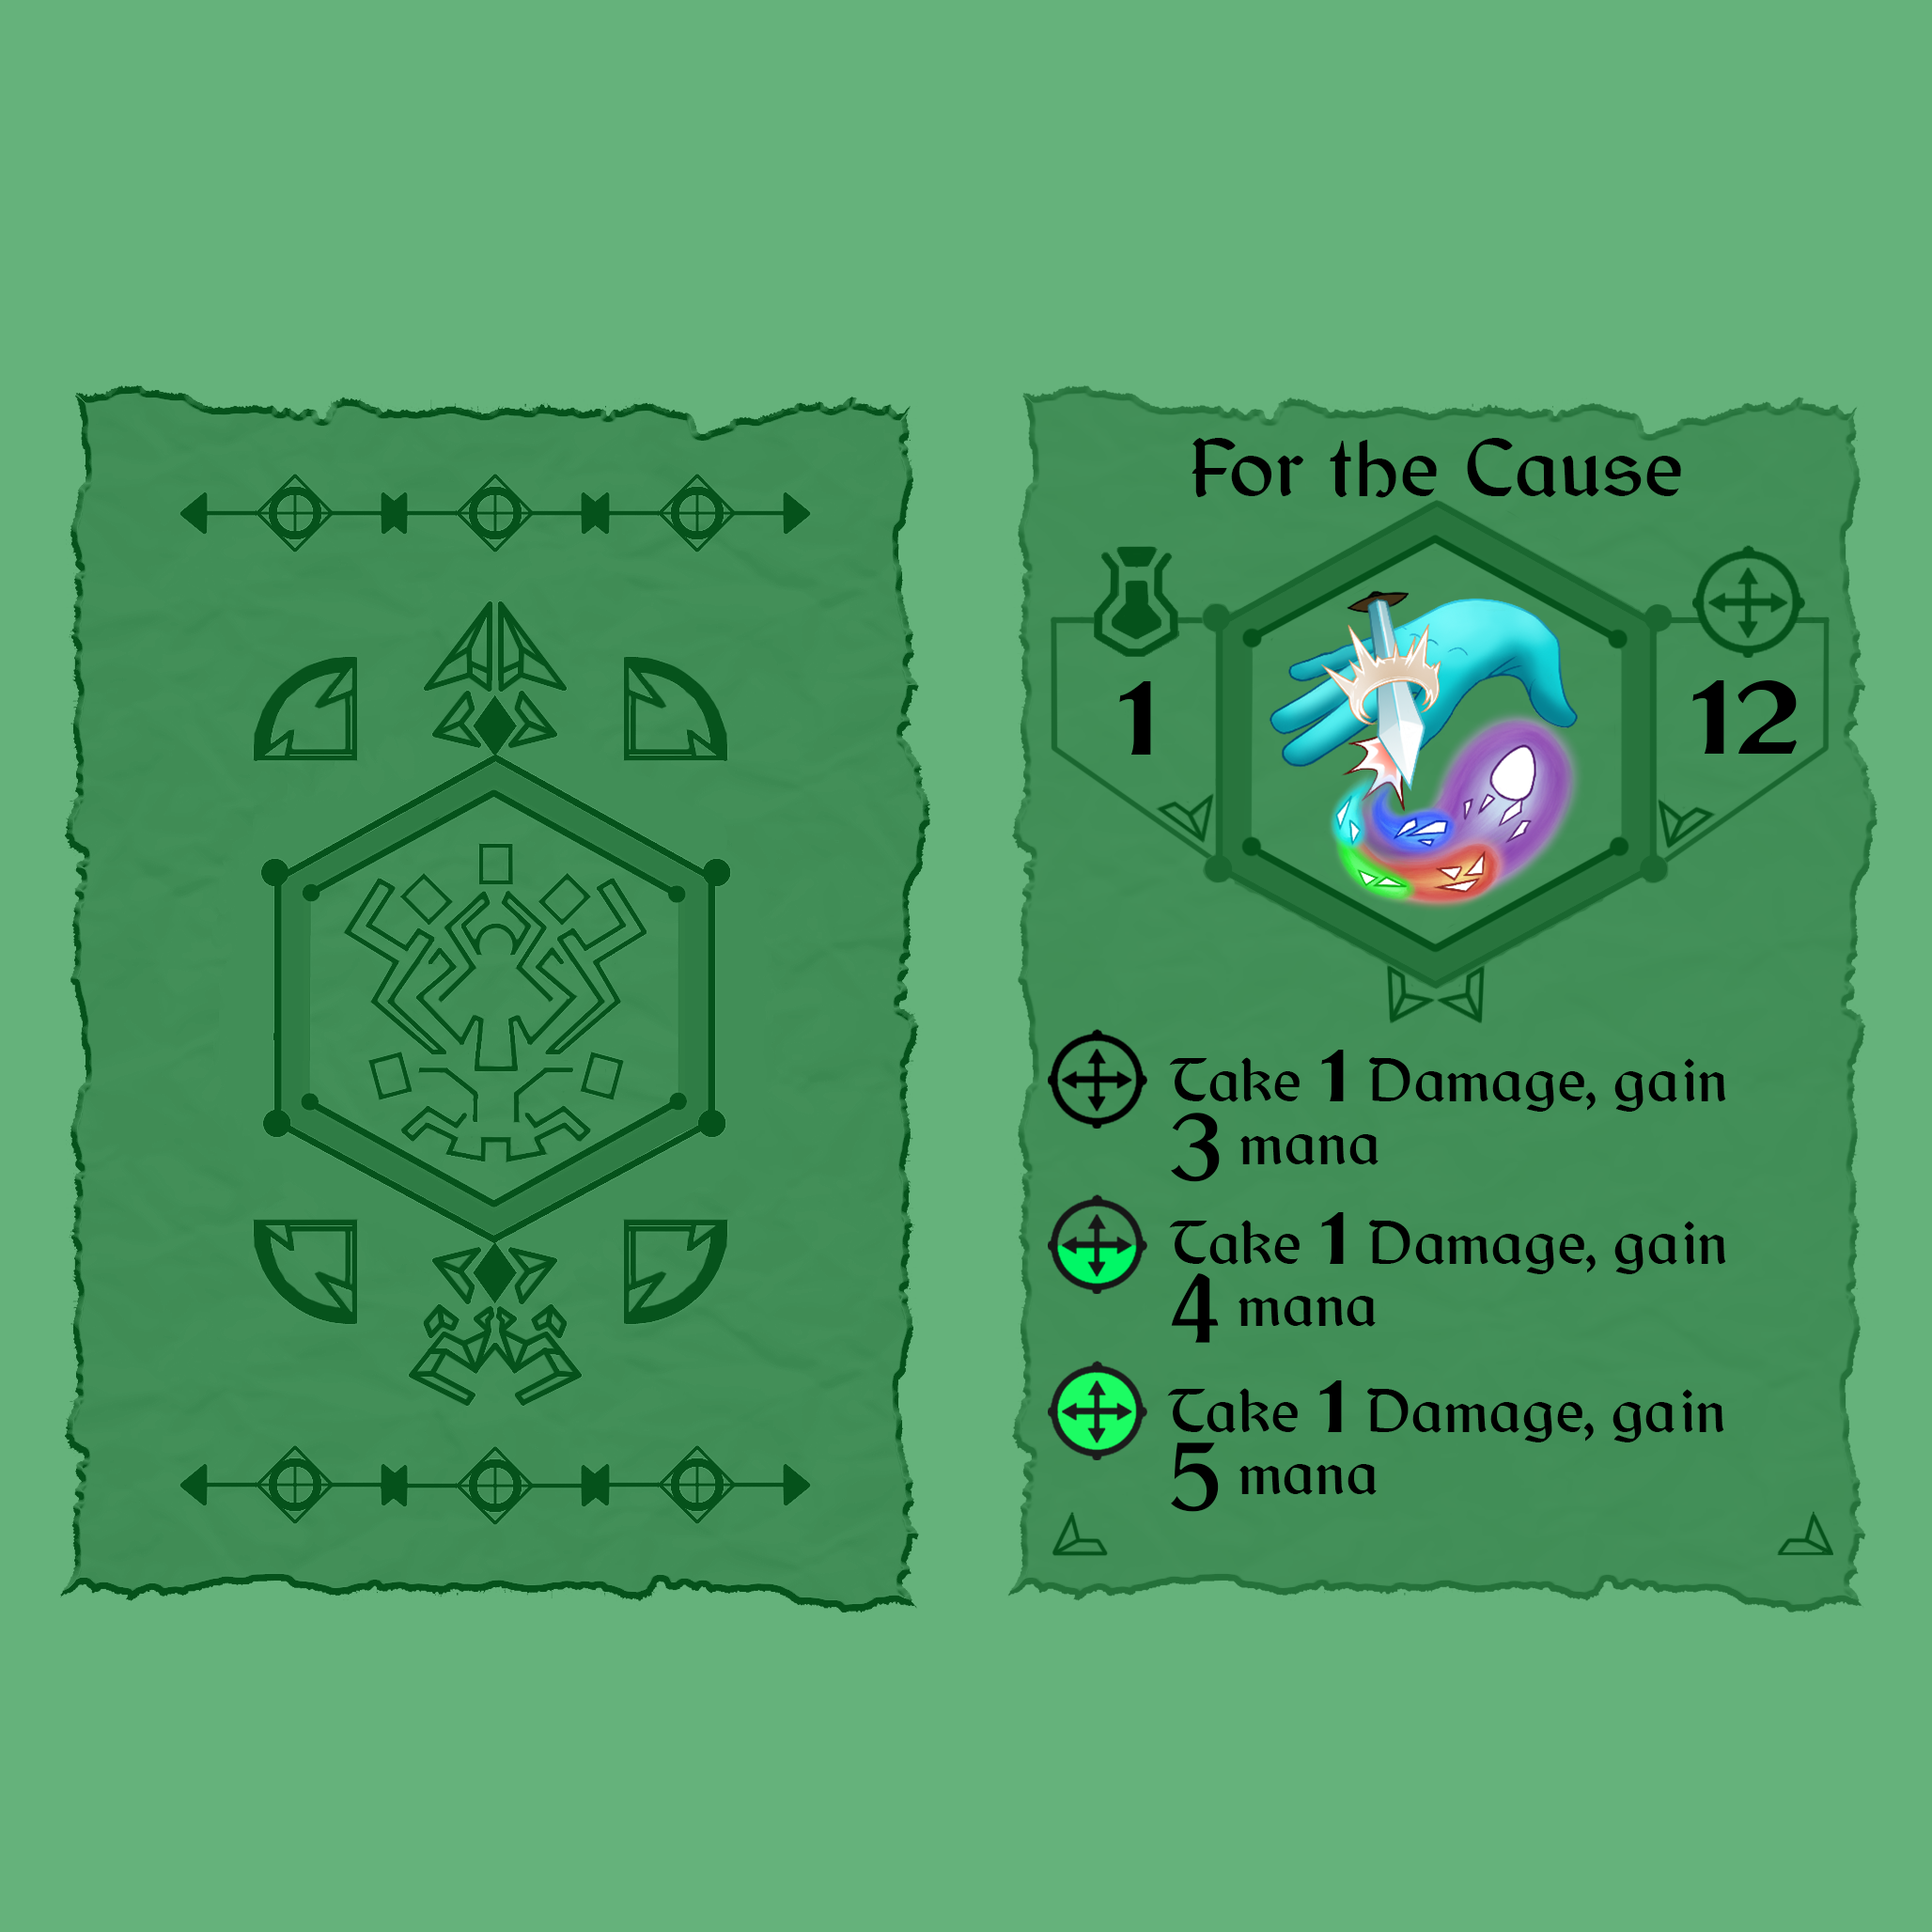 For the Cause
1
12
Take 1 Damage, gain
3 mana
Take 1 Damage, gain
4 mana
Take 1 Damage, gain
5 mana